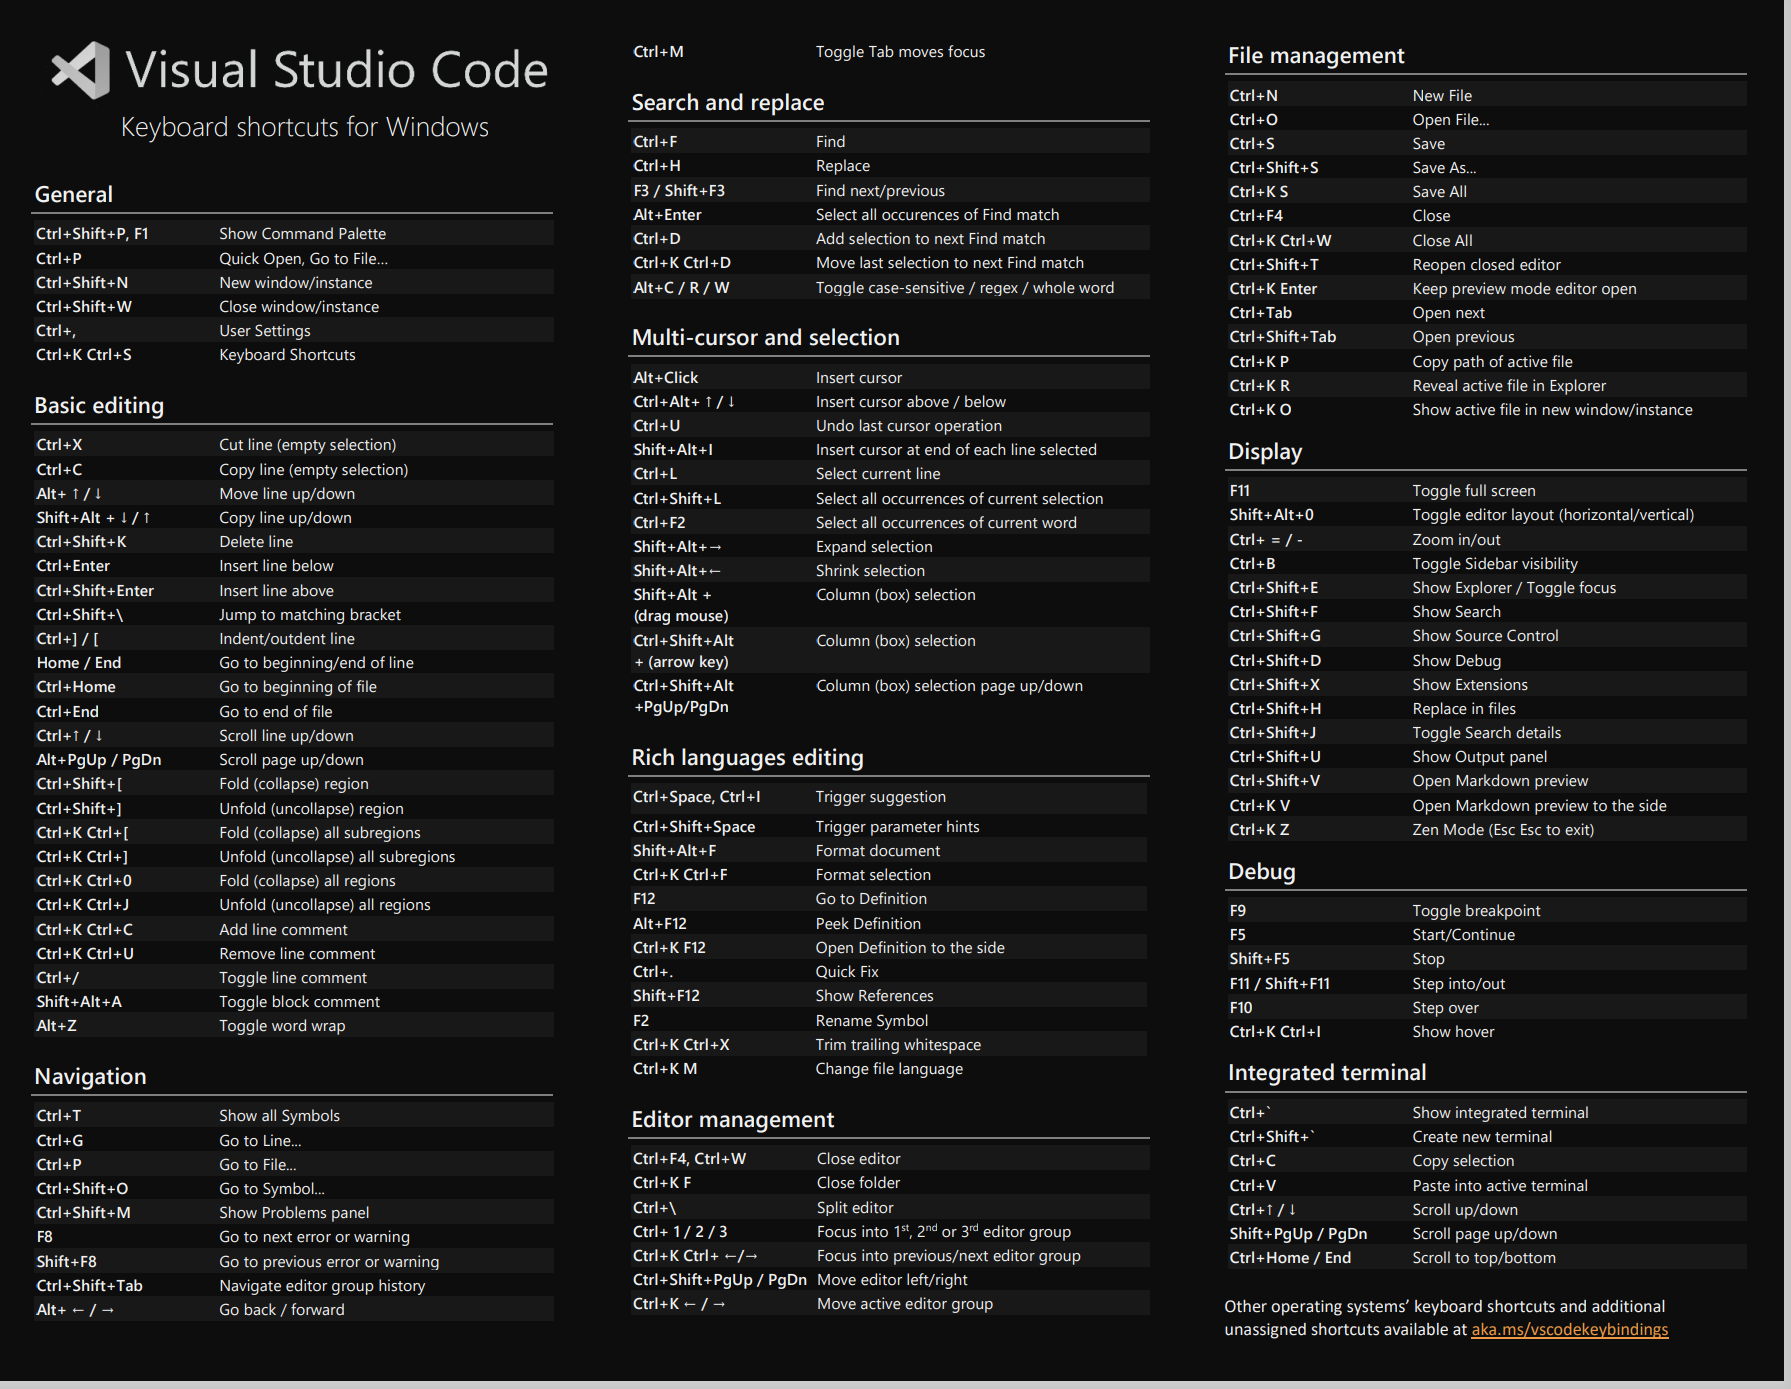 Visual Studio Code
Keyboard shortcuts for Windows
General
Ctrl+Shift+P, F1 Show Command Palette
Ctrl+P Quick Open, Go to File...
Ctrl+Shift+N New window/instance
Ctrl+Shift+W Close window/instance
Ctrl+, User Settings
Ctrl+K Ctrl+S Keyboard Shortcuts
Basic editing
Ctrl+X Cut line (empty selection)
Ctrl+C Copy line (empty selection)
Alt+ ↑ / ↓ Move line up/down
Shift+Alt + ↓ / ↑ Copy line up/down
Ctrl+Shift+K Delete line
Ctrl+Enter Insert line below
Ctrl+Shift+Enter Insert line above
Ctrl+Shift+\ Jump to matching bracket
Ctrl+] / [ Indent/outdent line
Home / End Go to beginning/end of line
Ctrl+Home Go to beginning of file
Ctrl+End Go to end of file
Ctrl+↑ / ↓ Scroll line up/down
Alt+PgUp / PgDn Scroll page up/down
Ctrl+Shift+[ Fold (collapse) region
Ctrl+Shift+] Unfold (uncollapse) region
Ctrl+K Ctrl+[ Fold (collapse) all subregions
Ctrl+K Ctrl+] Unfold (uncollapse) all subregions
Ctrl+K Ctrl+0 Fold (collapse) all regions
Ctrl+K Ctrl+J Unfold (uncollapse) all regions
Ctrl+K Ctrl+C Add line comment
Ctrl+K Ctrl+U Remove line comment
Ctrl+/ Toggle line comment
Shift+Alt+A Toggle block comment
Alt+Z Toggle word wrap
Navigation
Ctrl+T Show all Symbols
Ctrl+G Go to Line...
Ctrl+P Go to File...
Ctrl+Shift+O Go to Symbol...
Ctrl+Shift+M Show Problems panel
F8 Go to next error or warning
Shift+F8 Go to previous error or warning
Ctrl+Shift+Tab Navigate editor group history
Alt+ ← / → Go back / forward
Ctrl+M Toggle Tab moves focus
Search and replace
Ctrl+F Find
Ctrl+H Replace
F3 / Shift+F3 Find next/previous
Alt+Enter Select all occurences of Find match
Ctrl+D Add selection to next Find match
Ctrl+K Ctrl+D Move last selection to next Find match
Alt+C / R / W Toggle case-sensitive / regex / whole word
Multi-cursor and selection
Alt+Click Insert cursor
Ctrl+Alt+ ↑ / ↓ Insert cursor above / below
Ctrl+U Undo last cursor operation
Shift+Alt+I Insert cursor at end of each line selected
Ctrl+L Select current line
Ctrl+Shift+L Select all occurrences of current selection
Ctrl+F2 Select all occurrences of current word
Shift+Alt+→ Expand selection
Shift+Alt+← Shrink selection
Shift+Alt + Column (box) selection
(drag mouse)
Ctrl+Shift+Alt Column (box) selection
+ (arrow key)
Ctrl+Shift+Alt Column (box) selection page up/down
+PgUp/PgDn
Rich languages editing
Ctrl+Space, Ctrl+I Trigger suggestion
Ctrl+Shift+Space Trigger parameter hints
Shift+Alt+F Format document
Ctrl+K Ctrl+F Format selection
F12 Go to Definition
Alt+F12 Peek Definition
Ctrl+K F12 Open Definition to the side
Ctrl+. Quick Fix
Shift+F12 Show References
F2 Rename Symbol
Ctrl+K Ctrl+X Trim trailing whitespace
Ctrl+K M Change file language
Editor management
Ctrl+F4, Ctrl+W Close editor
Ctrl+K F Close folder
Ctrl+\ Split editor
Ctrl+ 1 / 2 / 3 Focus into 1st, 2nd or 3rd editor group
Ctrl+K Ctrl+ ←/→ Focus into previous/next editor group
Ctrl+Shift+PgUp / PgDn Move editor left/right
Ctrl+K ← / → Move active editor group
File management
Ctrl+N New File
Ctrl+O Open File...
Ctrl+S Save
Ctrl+Shift+S Save As...
Ctrl+K S Save All
Ctrl+F4 Close
Ctrl+K Ctrl+W Close All
Ctrl+Shift+T Reopen closed editor
Ctrl+K Enter Keep preview mode editor open
Ctrl+Tab Open next
Ctrl+Shift+Tab Open previous
Ctrl+K P Copy path of active file
Ctrl+K R Reveal active file in Explorer
Ctrl+K O Show active file in new window/instance
Display
F11 Toggle full screen
Shift+Alt+0 Toggle editor layout (horizontal/vertical)
Ctrl+ = / - Zoom in/out
Ctrl+B Toggle Sidebar visibility
Ctrl+Shift+E Show Explorer / Toggle focus
Ctrl+Shift+F Show Search
Ctrl+Shift+G Show Source Control
Ctrl+Shift+D Show Debug
Ctrl+Shift+X Show Extensions
Ctrl+Shift+H Replace in files
Ctrl+Shift+J Toggle Search details
Ctrl+Shift+U Show Output panel
Ctrl+Shift+V Open Markdown preview
Ctrl+K V Open Markdown preview to the side
Ctrl+K Z Zen Mode (Esc Esc to exit)
Debug
F9 Toggle breakpoint
F5 Start/Continue
Shift+F5 Stop
F11 / Shift+F11 Step into/out
F10 Step over
Ctrl+K Ctrl+I Show hover
Integrated terminal
Ctrl+` Show integrated terminal
Ctrl+Shift+` Create new terminal
Ctrl+C Copy selection
Ctrl+V Paste into active terminal
Ctrl+↑ / ↓ Scroll up/down
Shift+PgUp / PgDn Scroll page up/down
Ctrl+Home / End Scroll to top/bottom
Other operating systems’ keyboard shortcuts and additional
unassigned shortcuts available at aka.ms/vscodekeybindings